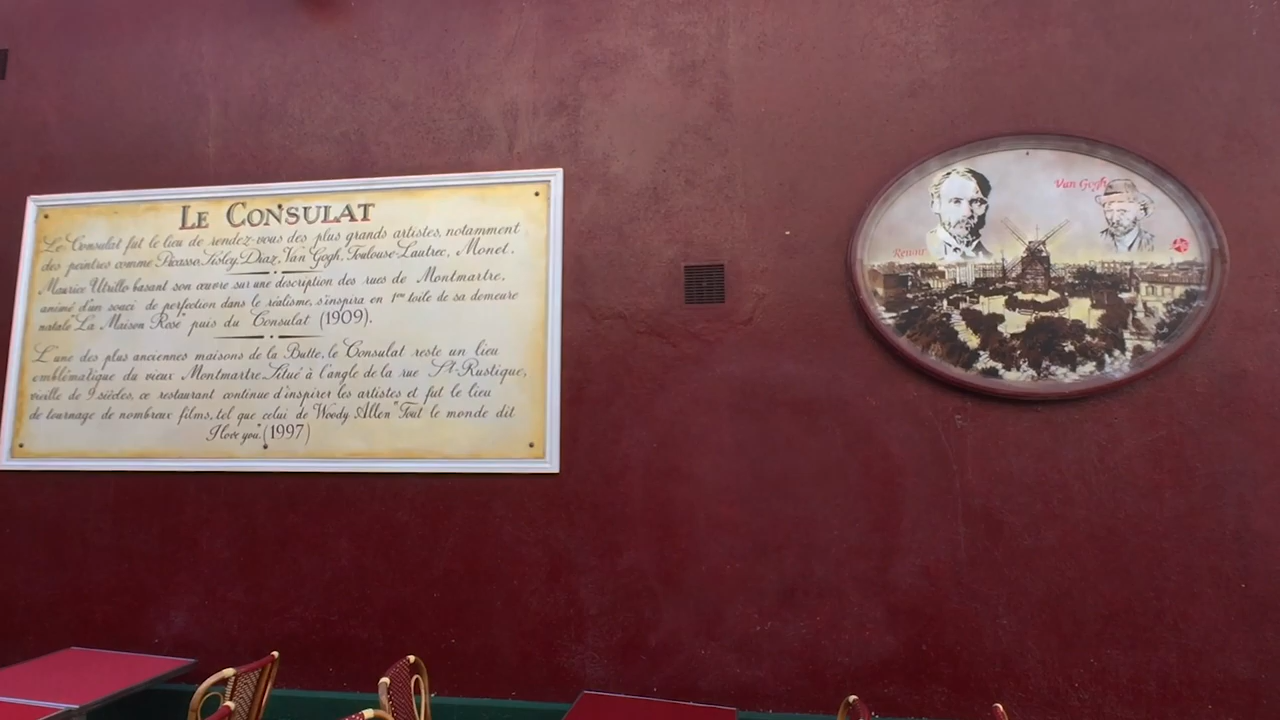 LE CONSULAT
Le Consulat fut le lieu de rendez-vous des plus grands artistes, notamment
des peintres comme Picasso, Sisley, Diaz, Van Gogh, Toulouse-Lautrec, Monet.
Maurice Utrillo basant son œuvre sur une description des rues de Montmartre,
animé d'un souci de perfection dans le réalisme, s'inspira en 1ère toile de sa demeure
natale "La Maison Rose" puis du Consulat (1909).
L'une des plus anciennes maisons de la Butte, le Consulat reste un lieu
emblématique du vieux Montmartre. Situé à l'angle de la rue St-Rustique,
vieille de 9 siècles, ce restaurant continue d'inspirer les artistes et fut le lieu
de tournage de nombreux films, tel que celui de Woody Allen "Tout le monde dit
I love you" (1997)
Van Gogh
Renoir